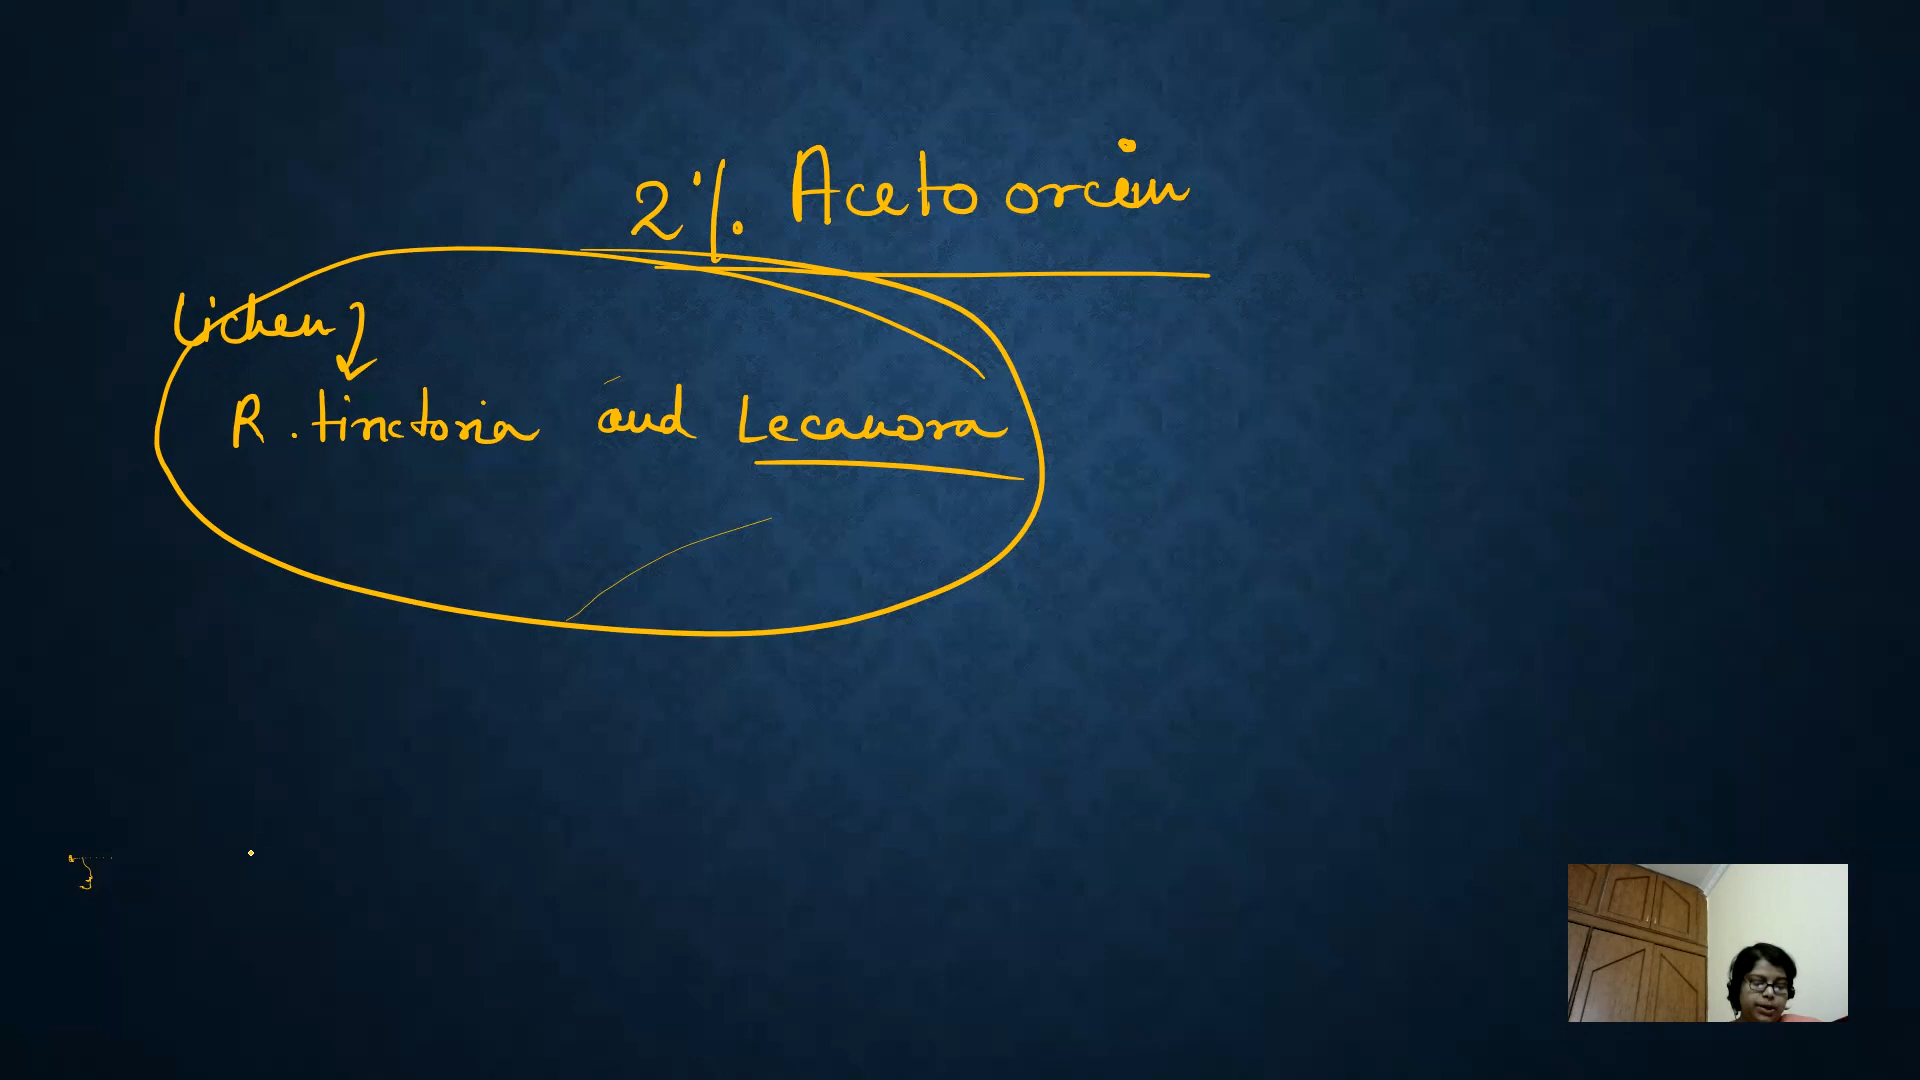 2% Aceto orcein
Lichen
R. tinctoria and Lecanora